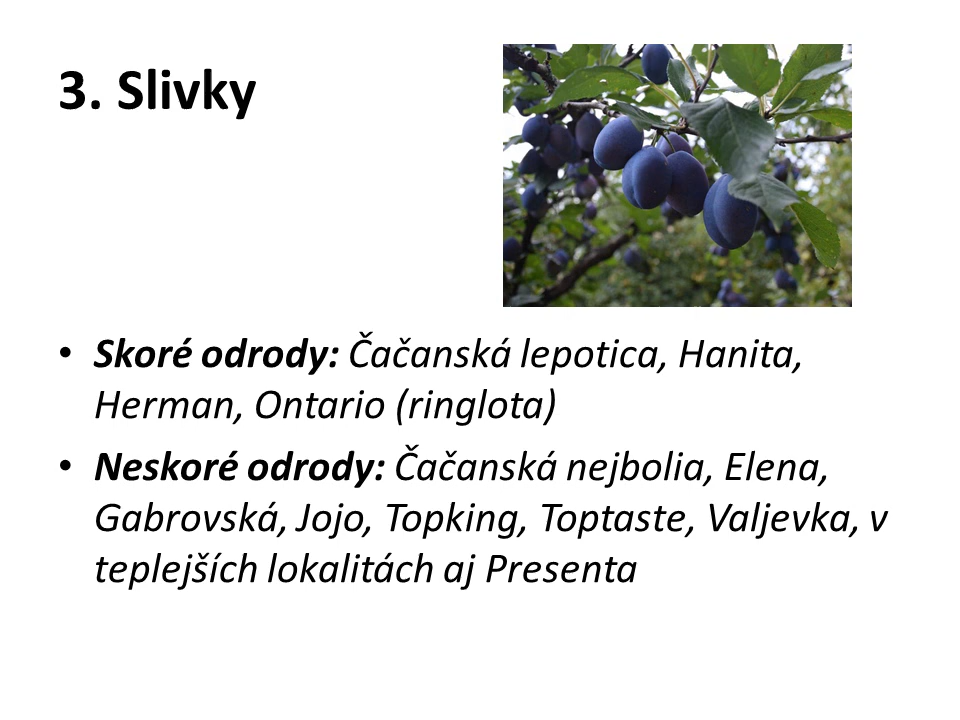 3. Slivky
• Skoré odrody: Čačanská lepotica, Hanita,
Herman, Ontario (ringlota)
• Neskoré odrody: Čačanská nejbolia, Elena,
Gabrovská, Jojo, Topking, Toptaste, Valjevka, v
teplejších lokalitách aj Presenta